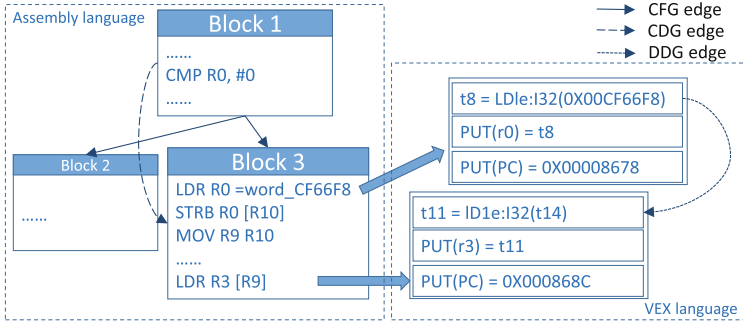 Assembly language
Block 1
......
CMP R0, #0
......
Block 2
......
Block 3
LDR R0 =word_CF66F8
STRB R0 [R10]
MOV R9 R10
......
LDR R3 [R9]
CFG edge
CDG edge
DDG edge
t8 = LDle:I32(0X00CF66F8)
PUT(r0) = t8
PUT(PC) = 0X00008678
t11 = lD1e:I32(t14)
PUT(r3) = t11
PUT(PC) = 0X000868C
VEX language